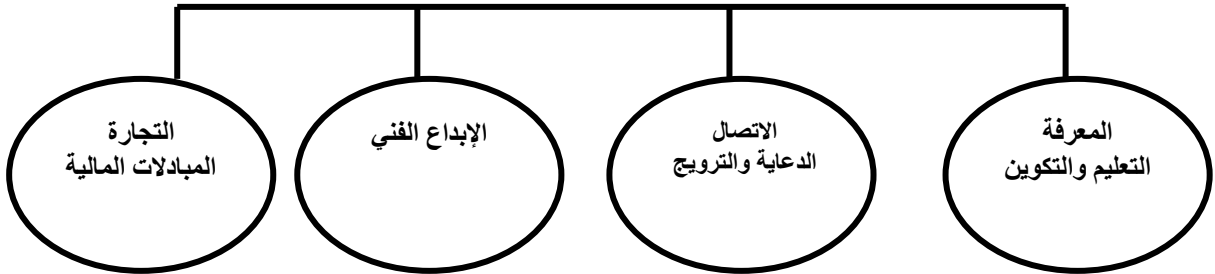 المعرفة
التعليم والتكوين
الاتصال
الدعاية والترويج
الإبداع الفني
التجارة
المبادلات المالية